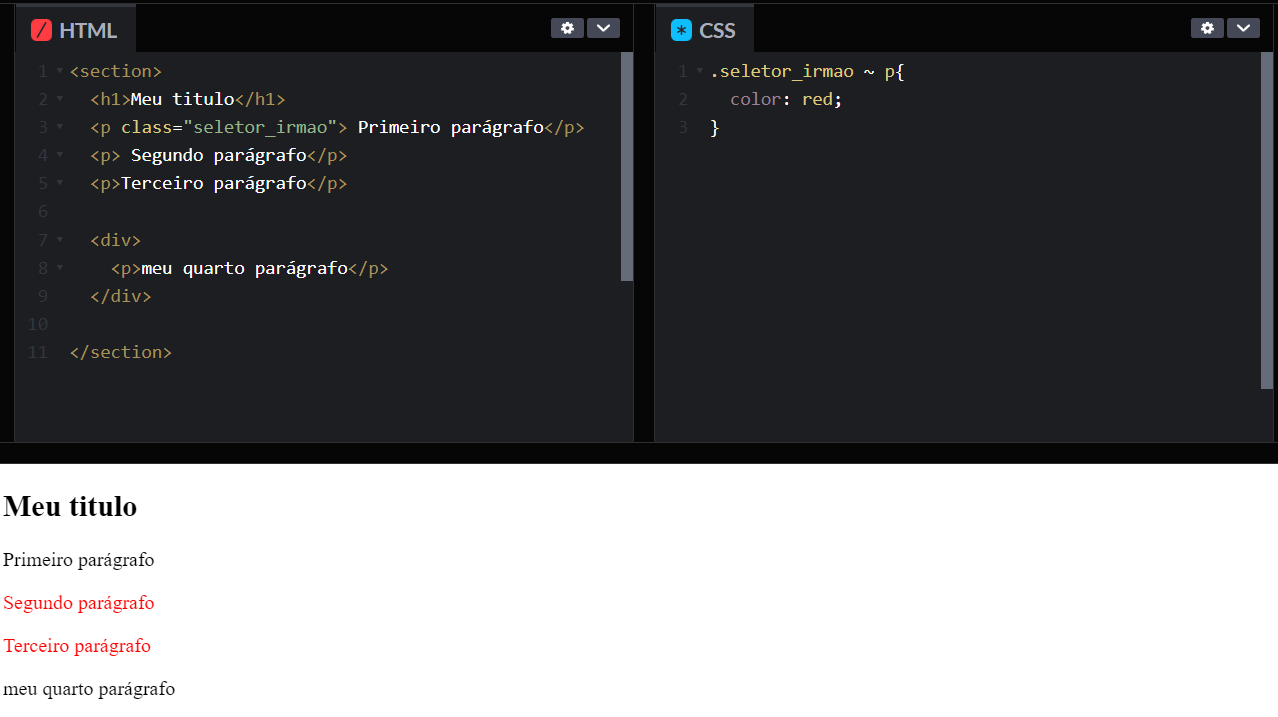 HTML
1 <section>
2 <h1>Meu titulo</h1>
3 <p class="seletor_irmao"> Primeiro parágrafo</p>
4 <p> Segundo parágrafo</p>
5 <p>Terceiro parágrafo</p>
6
7 <div>
8 <p>meu quarto parágrafo</p>
9 </div>
10
11 </section>
CSS
1 .seletor_irmao ~ p{
2 color: red;
3 }
Meu titulo
Primeiro parágrafo
Segundo parágrafo
Terceiro parágrafo
meu quarto parágrafo